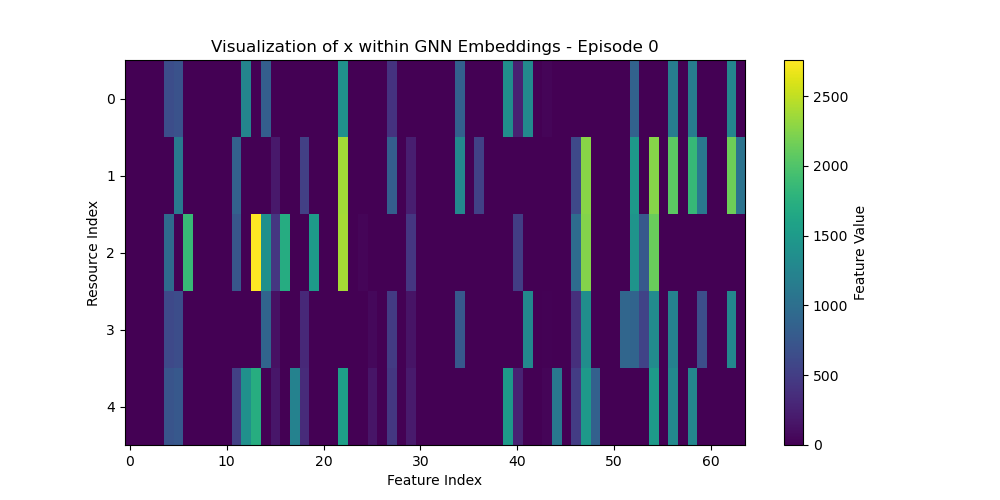 Visualization of x within GNN Embeddings - Episode 0
Resource Index
0
1
2
3
4
0 10 20 30 40 50 60
Feature Index
2500
2000
1500
1000
500
0
Feature Value